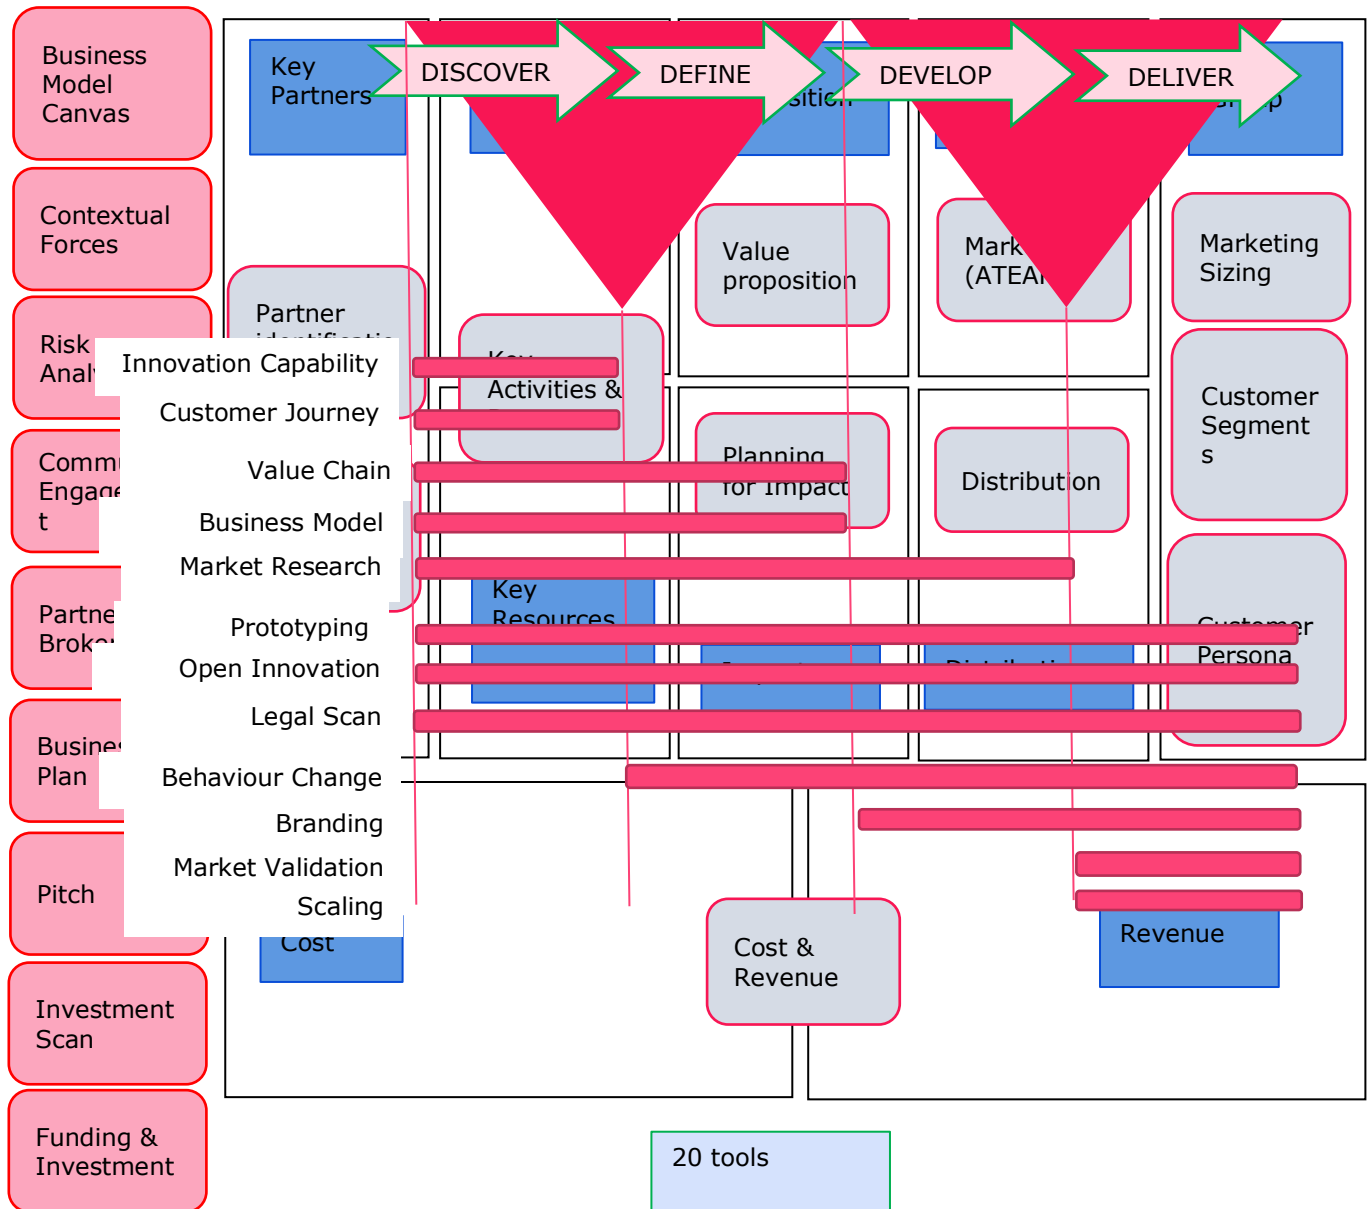 Business
Model
Canvas
Contextual
Forces
Risk
Partne
Busine
Plan
Pitch
Investment
Scan
Funding &
Investment
Key
Partners
DISCOVER
DEFINE
DEVELOP
DELIVER
Partner
Value
proposition
Mark
Marketing
Sizing
Customer
Segment
s
Activities &
Planning
for Impact
Distribution
Customer
Persona
Key
Resources
Innovation Capability
Customer Journey
Value Chain
Business Model
Market Research
Prototyping
Open Innovation
Legal Scan
Behaviour Change
Branding
Market Validation
Scaling
Cost
Cost &
Revenue
Revenue
20 tools